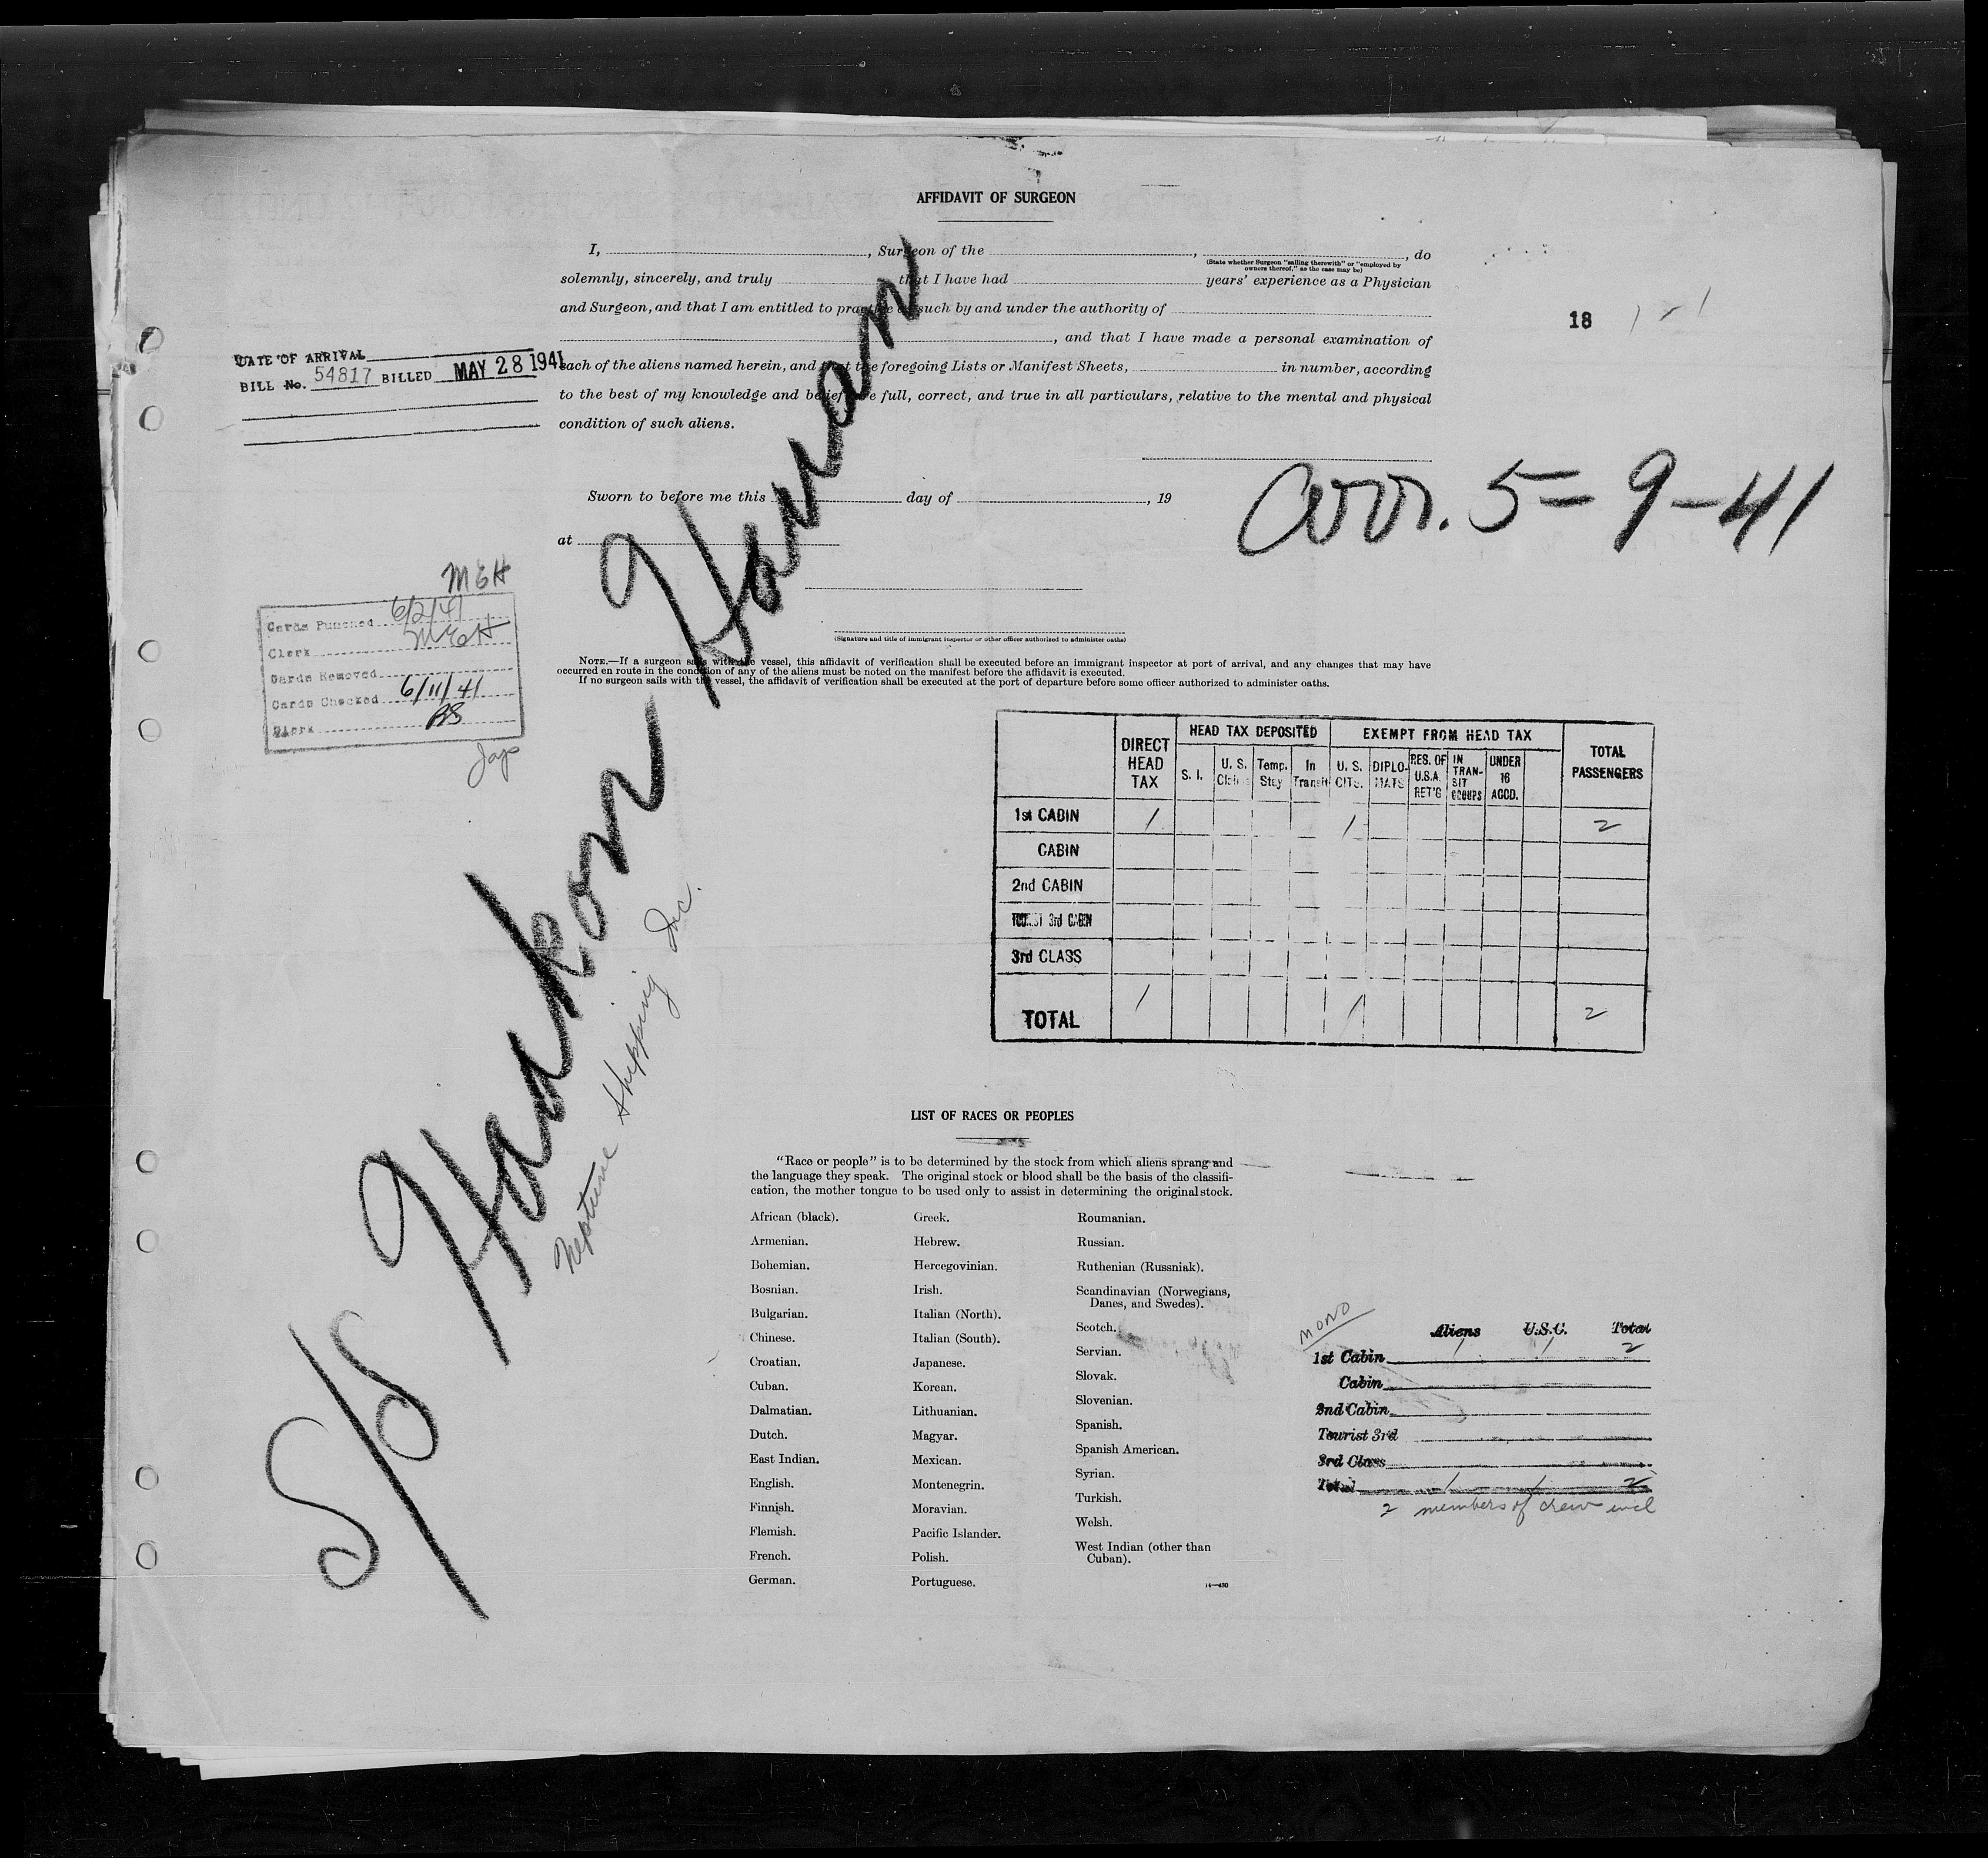 AFFIDAVIT OF SURGEON
I, , Surgeon of the , , do
(State whether Surgeon "sailing therewith" or "employed by
owners thereof," as the case may be)
solemnly, sincerely, and truly that I have had years' experience as a Physician
and Surgeon, and that I am entitled to practice as such by and under the authority of
, and that I have made a personal examination of
each of the aliens named herein, and that the foregoing Lists or Manifest Sheets, in number, according
to the best of my knowledge and belief, are full, correct, and true in all particulars, relative to the mental and physical
condition of such aliens.
18
DATE OF ARRIVAL
BILL No. 54817 BILLED MAY 28 1941
Arr. 5-9-41
Sworn to before me this day of , 19
at
(Signature and title of immigrant inspector or other officer authorized to administer oaths)
NOTE.—If a surgeon sails with the vessel, this affidavit of verification shall be executed before an immigrant inspector at port of arrival, and any changes that may have
occurred en route in the condition of any of the aliens must be noted on the manifest before the affidavit is executed.
If no surgeon sails with the vessel, the affidavit of verification shall be executed at the port of departure before some officer authorized to administer oaths.
MEH
Cards Punched 6/2/41
Clerk MEH
Cards Removed
Cards Checked 6/11/41
Clerk
S/S Haakon Hauan
Neptune Shipping Inc.
DIRECT HEAD TAX
HEAD TAX DEPOSITED
EXEMPT FROM HEAD TAX
TOTAL PASSENGERS
S. I.
U. S. Citizens
Temp. Stay
In Transit
U. S. CITS.
DIPLOMATS
RES. OF U.S.A. RET'G
IN TRANSIT GROUPS
UNDER 16 ACCD.
1st CABIN 1 1 2
CABIN
2nd CABIN
TOURIST 3rd CABIN
3rd CLASS
TOTAL 1 1 2
LIST OF RACES OR PEOPLES
"Race or people" is to be determined by the stock from which aliens sprang and
the language they speak. The original stock or blood shall be the basis of the classifi-
cation, the mother tongue to be used only to assist in determining the original stock.
African (black).
Armenian.
Bohemian.
Bosnian.
Bulgarian.
Chinese.
Croatian.
Cuban.
Dalmatian.
Dutch.
East Indian.
English.
Finnish.
Flemish.
French.
German.
Greek.
Hebrew.
Hercegovinian.
Irish.
Italian (North).
Italian (South).
Japanese.
Korean.
Lithuanian.
Magyar.
Mexican.
Montenegrin.
Moravian.
Pacific Islander.
Polish.
Portuguese.
Roumanian.
Russian.
Ruthenian (Russniak).
Scandinavian (Norwegians,
Danes, and Swedes).
Scotch.
Servian.
Slovak.
Slovenian.
Spanish.
Spanish American.
Syrian.
Turkish.
Welsh.
West Indian (other than
Cuban).
14—430
MONO
Aliens U.S.C. Total
1st Cabin 1 1 2
Cabin
2nd Cabin
Tourist 3rd
3rd Class
Total 1 1 2
2 members of crew incl